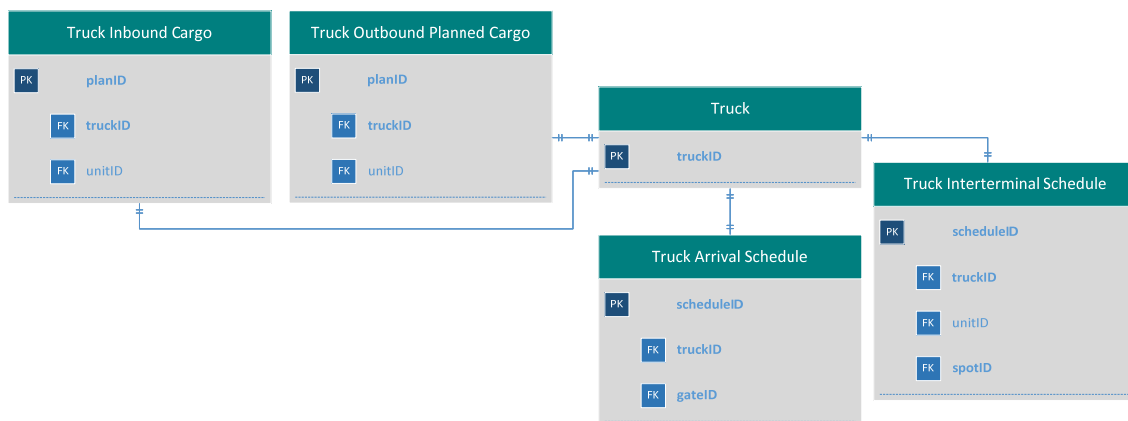 Truck Inbound Cargo
PK planID
FK truckID
FK unitID
Truck Outbound Planned Cargo
PK planID
FK truckID
FK unitID
Truck
PK truckID
Truck Arrival Schedule
PK scheduleID
FK truckID
FK gateID
Truck Interterminal Schedule
PK scheduleID
FK truckID
FK unitID
FK spotID